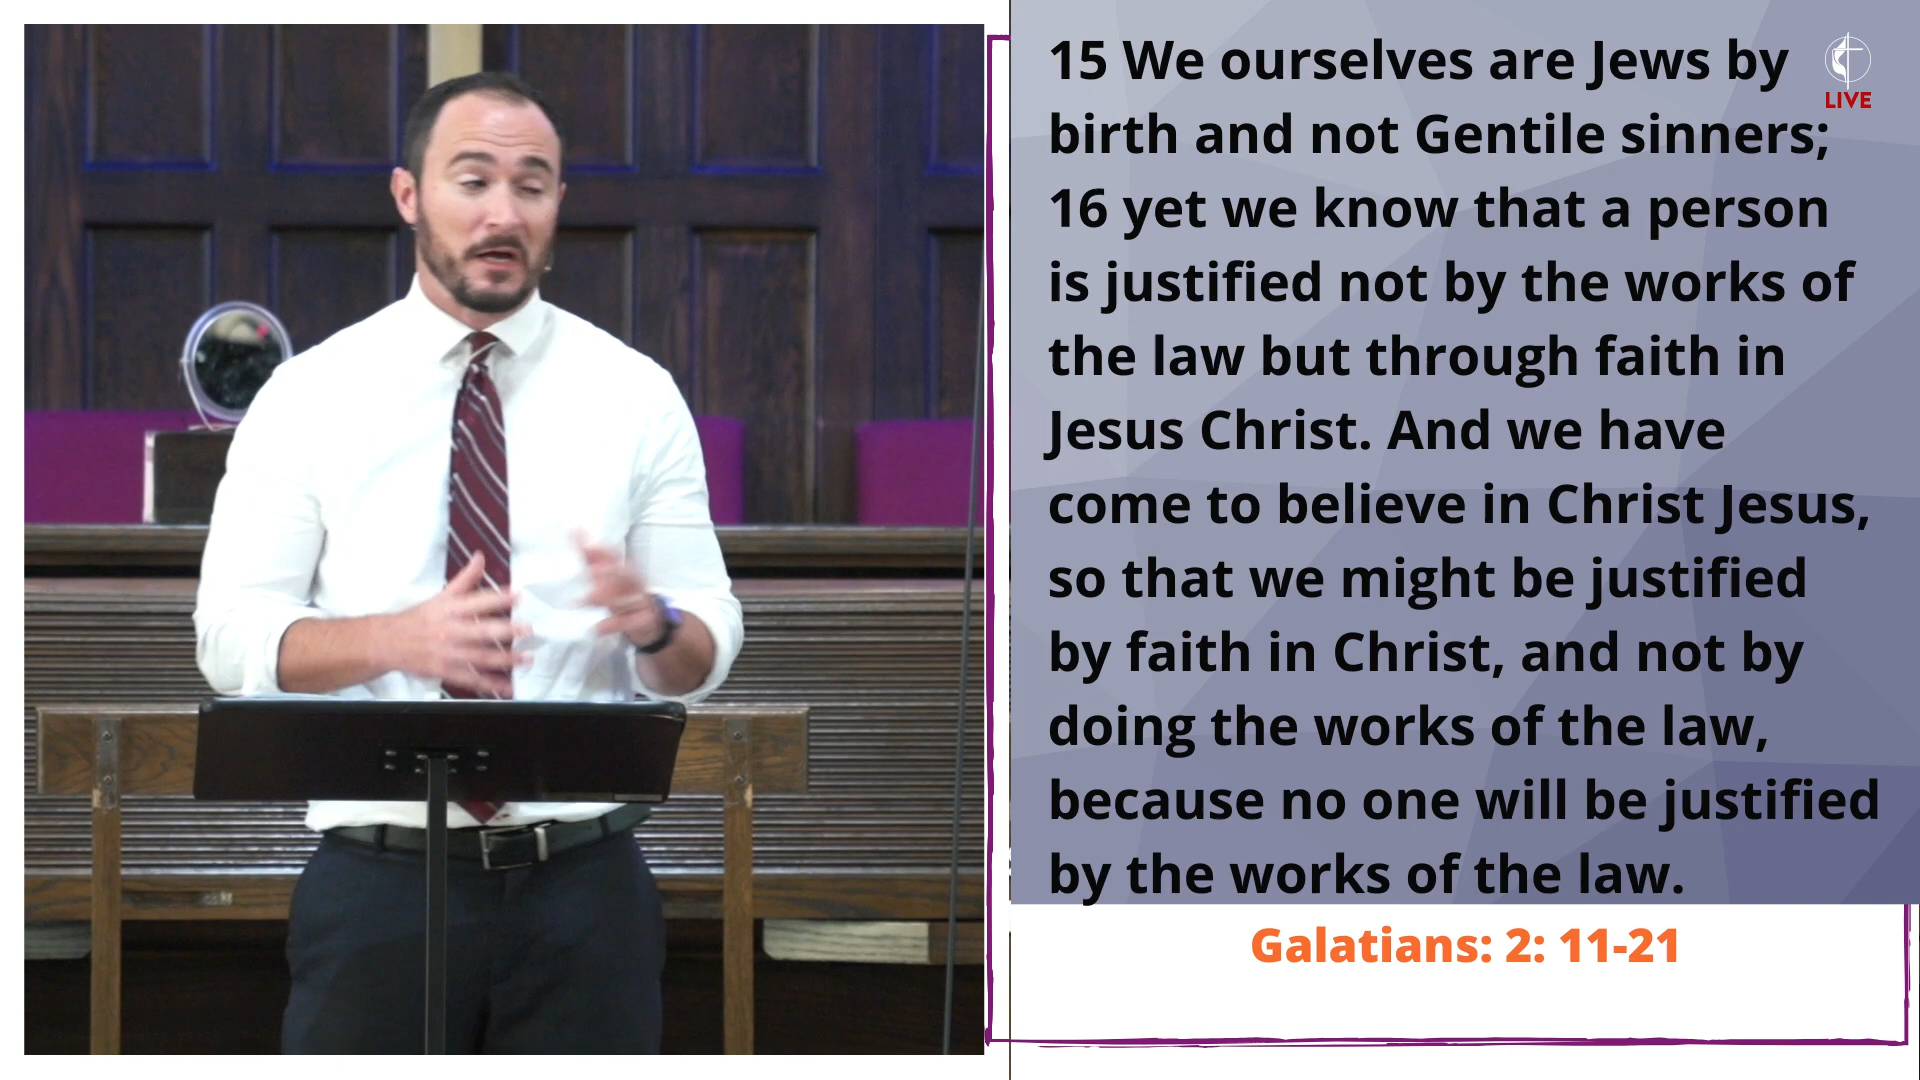 15 We ourselves are Jews by
birth and not Gentile sinners;
16 yet we know that a person
is justified not by the works of
the law but through faith in
Jesus Christ. And we have
come to believe in Christ Jesus,
so that we might be justified
by faith in Christ, and not by
doing the works of the law,
because no one will be justified
by the works of the law.
LIVE
Galatians: 2: 11-21